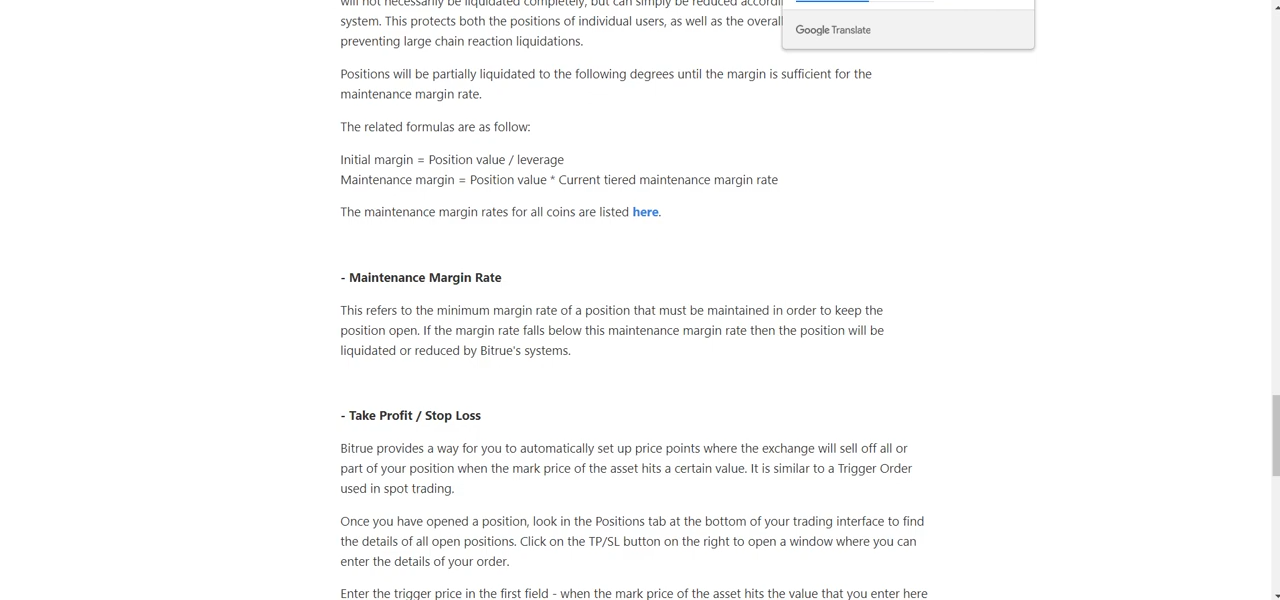 will not necessarily be liquidated completely, but can simply be reduced
system. This protects both the positions of individual users, as well as the overall
preventing large chain reaction liquidations.
Google Translate
Positions will be partially liquidated to the following degrees until the margin is sufficient for the
maintenance margin rate.
The related formulas are as follow:
Initial margin = Position value / leverage
Maintenance margin = Position value * Current tiered maintenance margin rate
The maintenance margin rates for all coins are listed here.
- Maintenance Margin Rate
This refers to the minimum margin rate of a position that must be maintained in order to keep the
position open. If the margin rate falls below this maintenance margin rate then the position will be
liquidated or reduced by Bitrue's systems.
- Take Profit / Stop Loss
Bitrue provides a way for you to automatically set up price points where the exchange will sell off all or
part of your position when the mark price of the asset hits a certain value. It is similar to a Trigger Order
used in spot trading.
Once you have opened a position, look in the Positions tab at the bottom of your trading interface to find
the details of all open positions. Click on the TP/SL button on the right to open a window where you can
enter the details of your order.
Enter the trigger price in the first field - when the mark price of the asset hits the value that you enter here